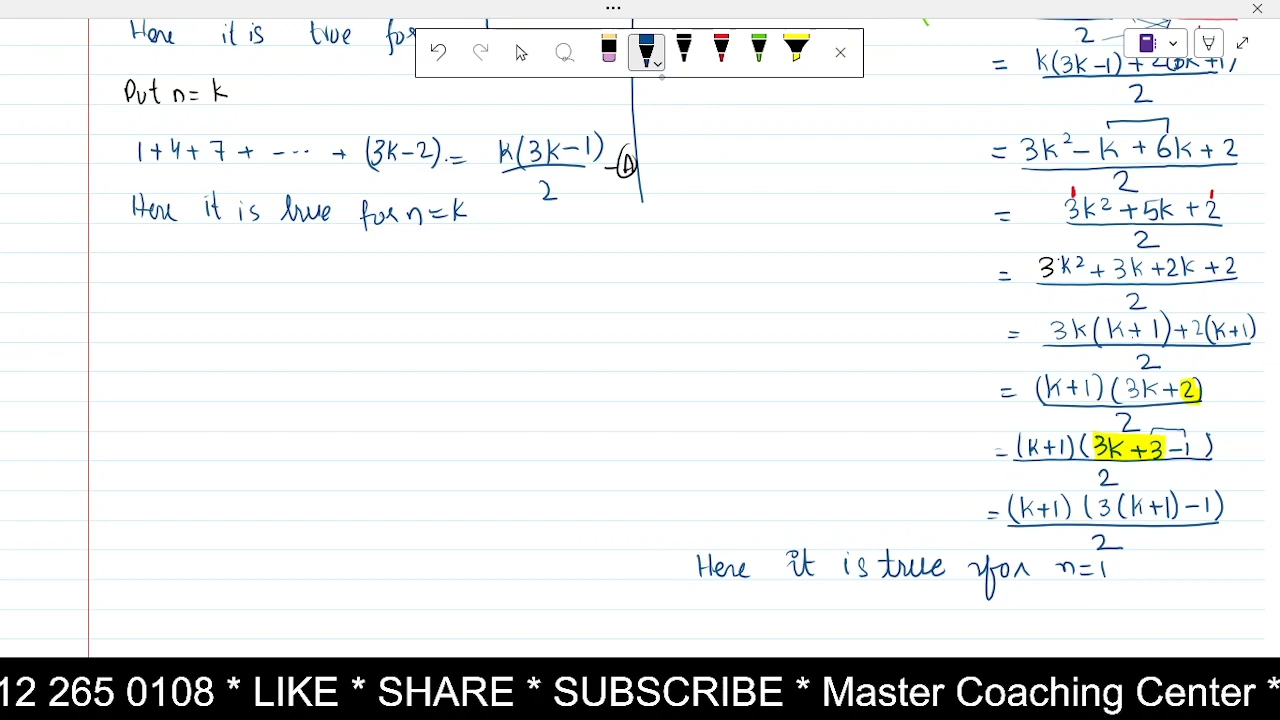 Here it is true for
Put n = k
1 + 4 + 7 + ---- + (3k-2) = k(3k-1)/2 - Ⓐ
Here it is true for n = k
2
= k(3k-1) + 2(3k+1)/2
= 3k² - k + 6k + 2/2
= 3k² + 5k + 2/2
= 3k² + 3k + 2k + 2/2
= 3k(k+1) + 2(k+1)/2
= (k+1)(3k+2)/2
= (k+1)(3k+3-1)/2
= (k+1)(3(k+1)-1)/2
Here it is true for n = 1
12 265 0108 * LIKE * SHARE * SUBSCRIBE * Master Coaching Center *